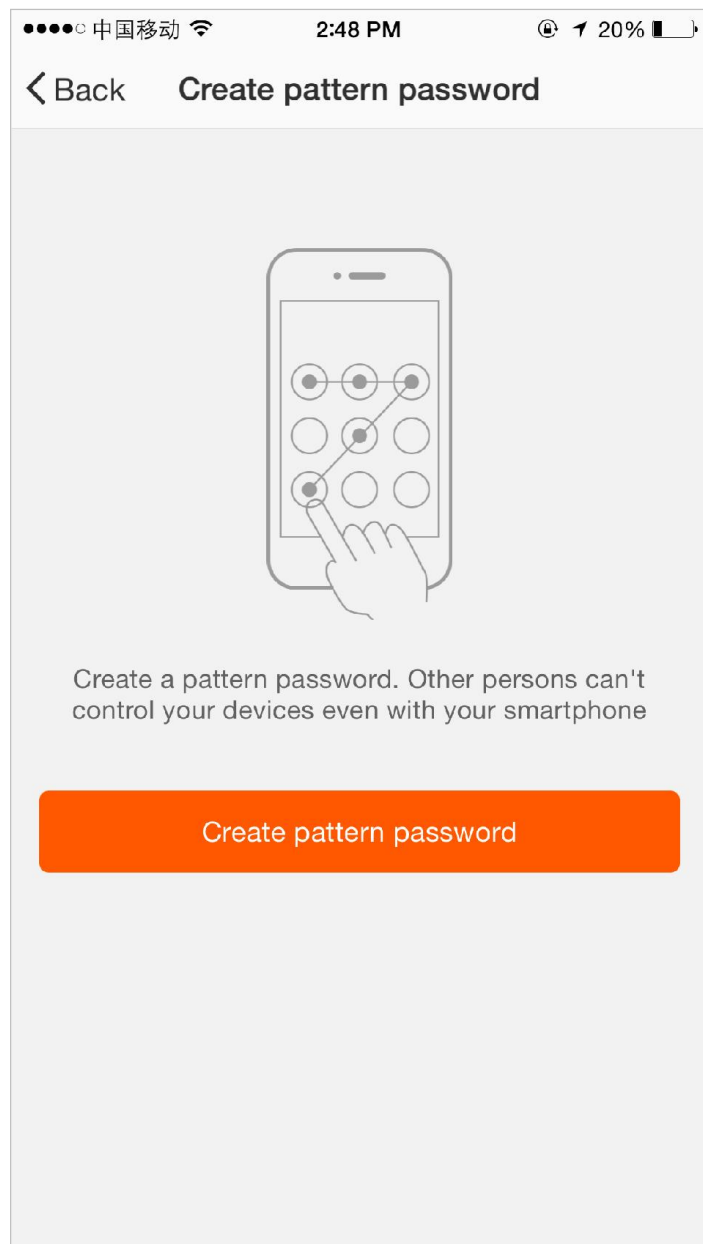 中国移动 2:48 PM 20%
Back Create pattern password
Create a pattern password. Other persons can't
control your devices even with your smartphone
Create pattern password